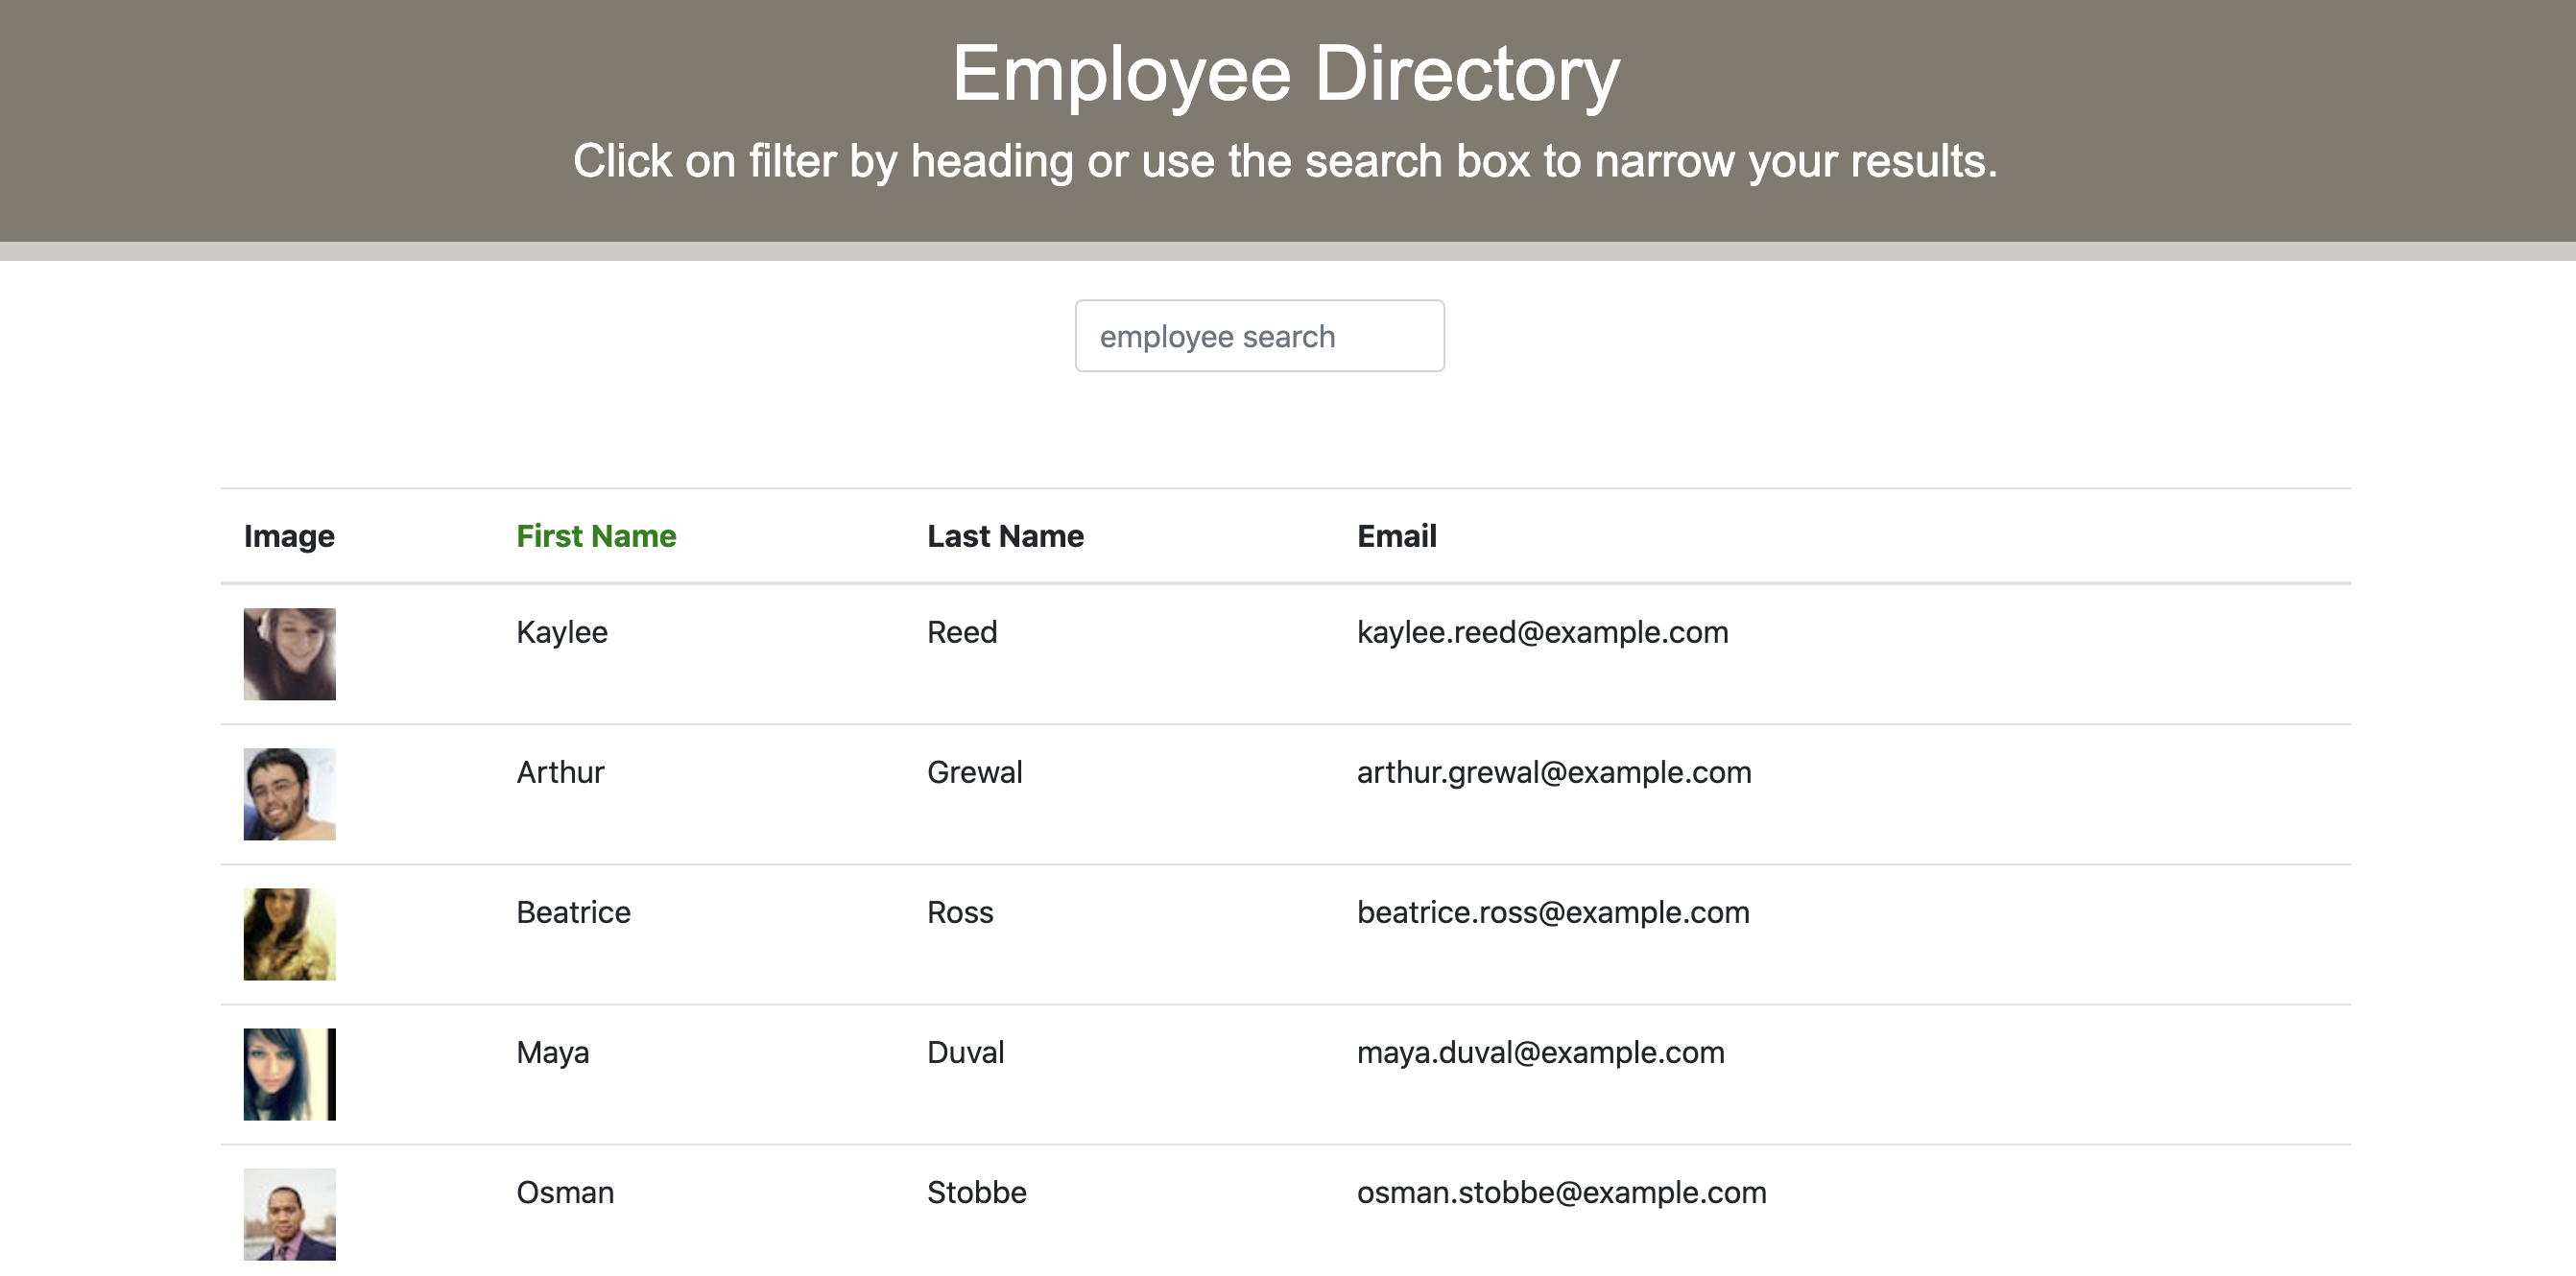 Employee Directory
Click on filter by heading or use the search box to narrow your results.
employee search
Image First Name Last Name Email
Kaylee Reed kaylee.reed@example.com
Arthur Grewal arthur.grewal@example.com
Beatrice Ross beatrice.ross@example.com
Maya Duval maya.duval@example.com
Osman Stobbe osman.stobbe@example.com